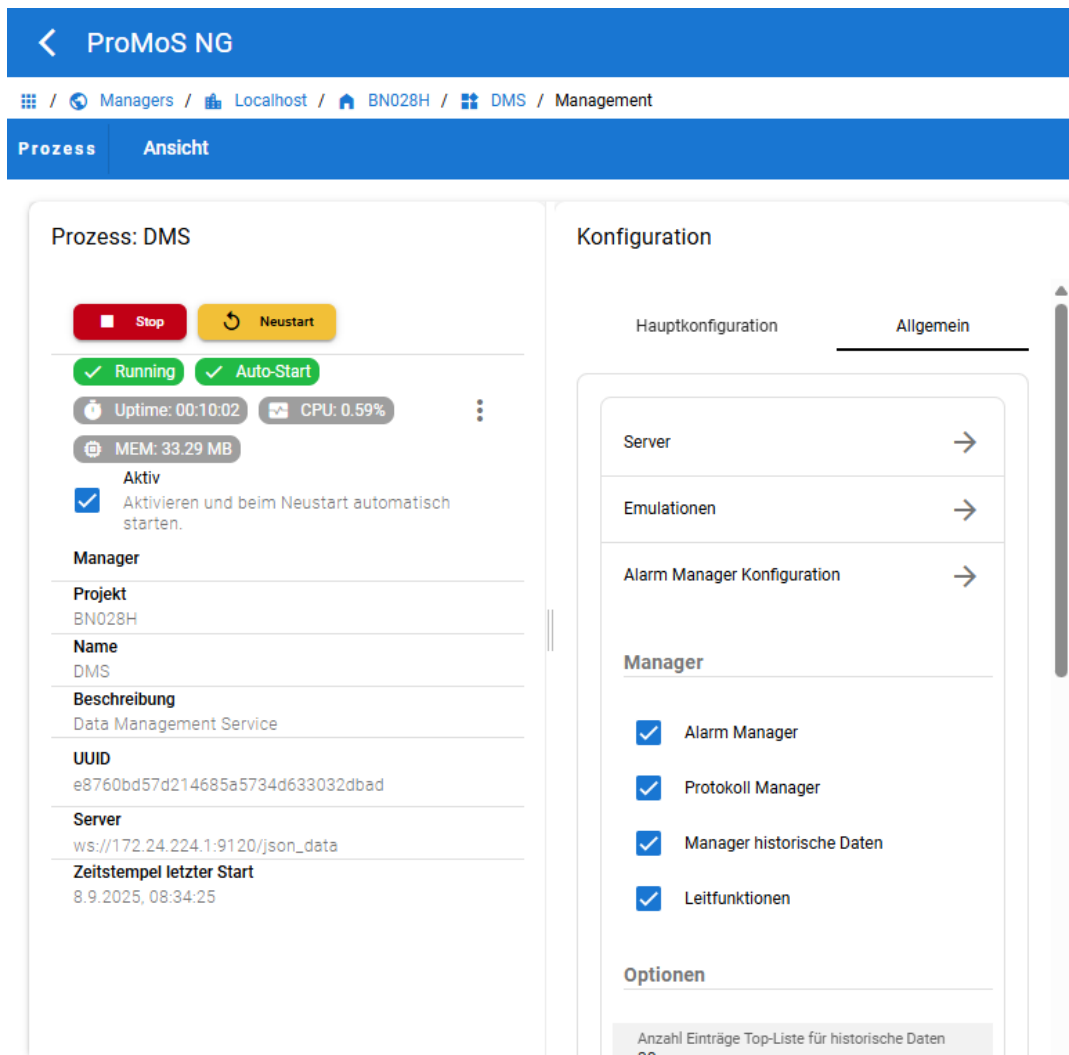 ProMoS NG
/ Managers / Localhost / BN028H / DMS / Management
Prozess Ansicht
Prozess: DMS
Stop Neustart
Running Auto-Start
Uptime: 00:10:02 CPU: 0.59%
MEM: 33.29 MB
Aktiv
Aktivieren und beim Neustart automatisch
starten.
Manager
Projekt
BN028H
Name
DMS
Beschreibung
Data Management Service
UUID
e8760bd57d214685a5734d633032dbad
Server
ws://172.24.224.1:9120/json_data
Zeitstempel letzter Start
8.9.2025, 08:34:25
Konfiguration
Hauptkonfiguration Allgemein
Server
Emulationen
Alarm Manager Konfiguration
Manager
Alarm Manager
Protokoll Manager
Manager historische Daten
Leitfunktionen
Optionen
Anzahl Einträge Top-Liste für historische Daten